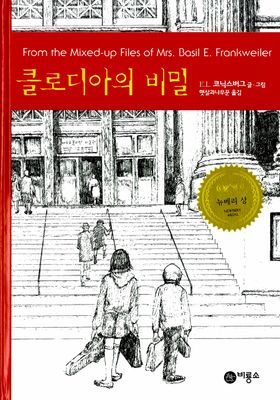 From the Mixed-up Files of Mrs. Basil E. Frankweiler
클로디아의 비밀
E.L. 코닉스버그 글·그림
햇살과나무꾼 옮김
뉴베리 상
NEWBERY
AWARD
비룡소